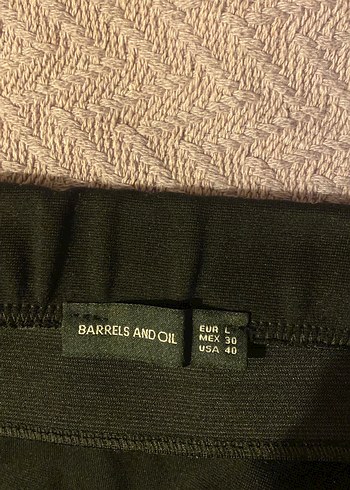 BARRELS AND OIL
EUR L
MEX 30
USA 40